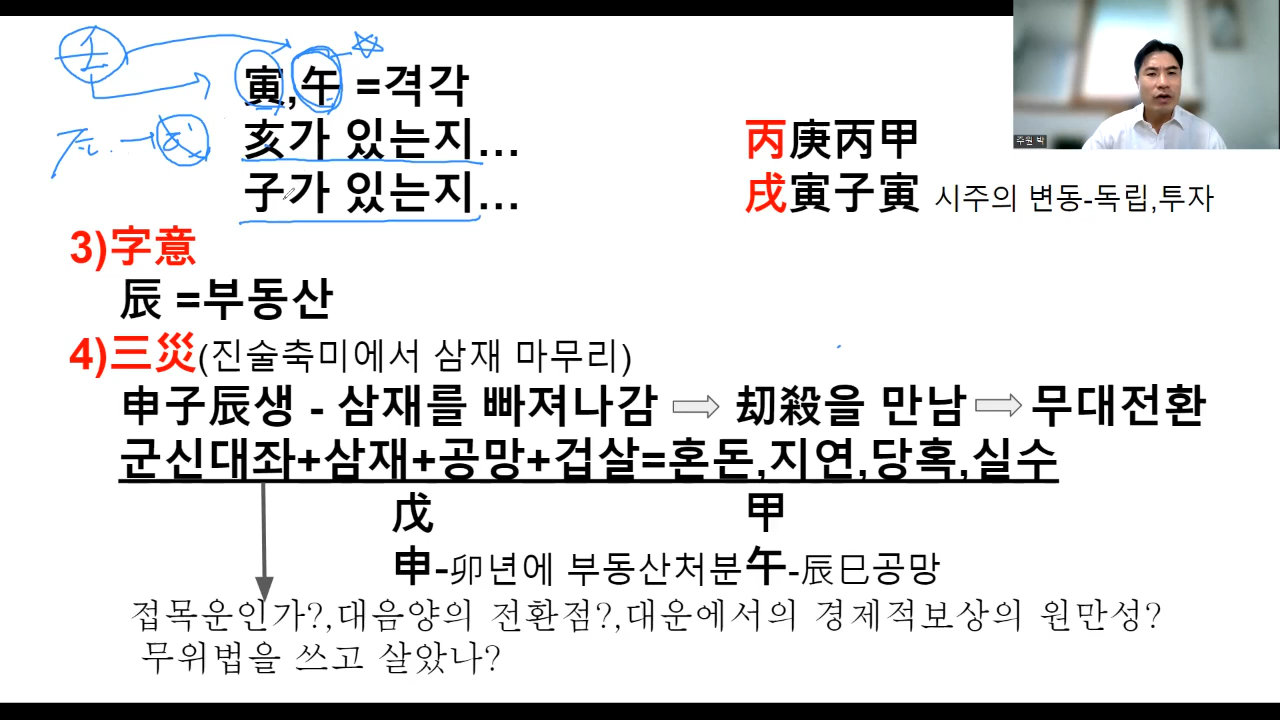 壬
寅,午 =격각
亥가 있는지...
子가 있는지...
丙庚丙甲
戌寅子寅 시주의 변동-독립,투자
주원 박
3)字意
辰 =부동산
4)三災(진술축미에서 삼재 마무리)
申子辰생 - 삼재를 빠져나감 ⇨ 刧殺을 만남 ⇨ 무대전환
군신대좌+삼재+공망+겁살=혼돈,지연,당혹,실수
戊 甲
申-卯년에 부동산처분 午-辰巳공망
접목운인가?,대음양의 전환점?,대운에서의 경제적보상의 원만성?
무위법을 쓰고 살았나?